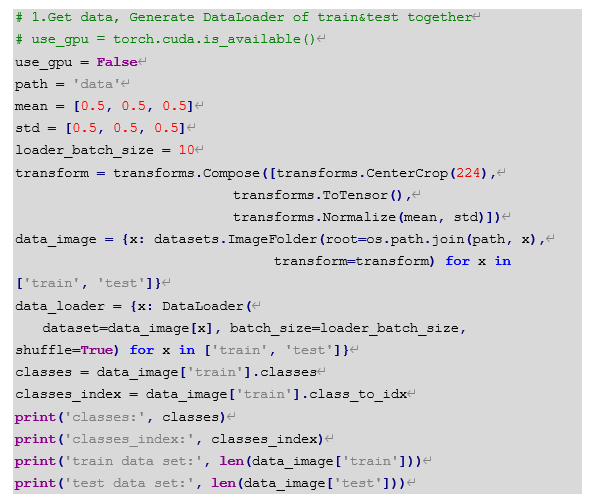 # 1.Get data, Generate DataLoader of train&test together↵
# use_gpu = torch.cuda.is_available()↵
use_gpu = False↵
path = 'data'↵
mean = [0.5, 0.5, 0.5]↵
std = [0.5, 0.5, 0.5]↵
loader_batch_size = 10↵
transform = transforms.Compose([transforms.CenterCrop(224),↵
transforms.ToTensor(),↵
transforms.Normalize(mean, std)])↵
data_image = {x: datasets.ImageFolder(root=os.path.join(path, x),↵
transform=transform) for x in
['train', 'test']}↵
data_loader = {x: DataLoader(↵
dataset=data_image[x], batch_size=loader_batch_size,
shuffle=True) for x in ['train', 'test']}↵
classes = data_image['train'].classes↵
classes_index = data_image['train'].class_to_idx↵
print('classes:', classes)↵
print('classes_index:', classes_index)↵
print('train data set:', len(data_image['train']))↵
print('test data set:', len(data_image['test']))↵